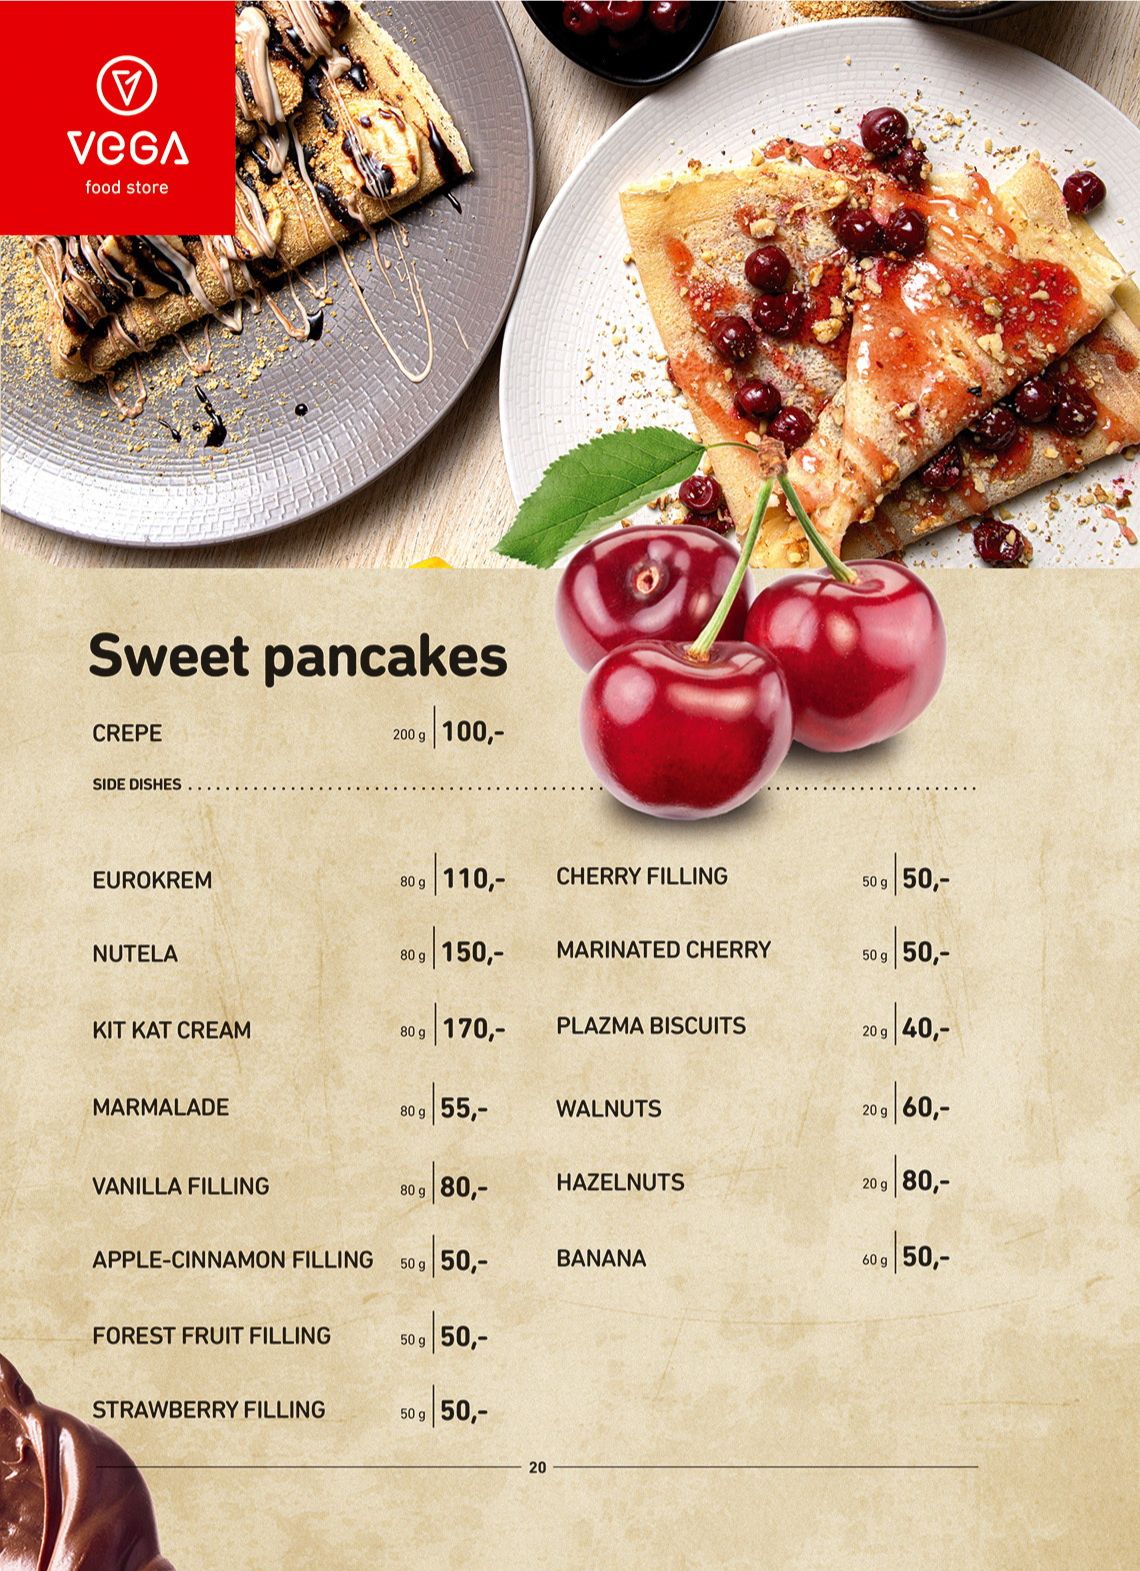 VEGA
food store
Sweet pancakes
CREPE 200 g 100,-
SIDE DISHES
EUROKREM 80 g 110,-
NUTELA 80 g 150,-
KIT KAT CREAM 80 g 170,-
MARMALADE 80 g 55,-
VANILLA FILLING 80 g 80,-
APPLE-CINNAMON FILLING 50 g 50,-
FOREST FRUIT FILLING 50 g 50,-
STRAWBERRY FILLING 50 g 50,-
CHERRY FILLING 50 g 50,-
MARINATED CHERRY 50 g 50,-
PLAZMA BISCUITS 20 g 40,-
WALNUTS 20 g 60,-
HAZELNUTS 20 g 80,-
BANANA 60 g 50,-
20